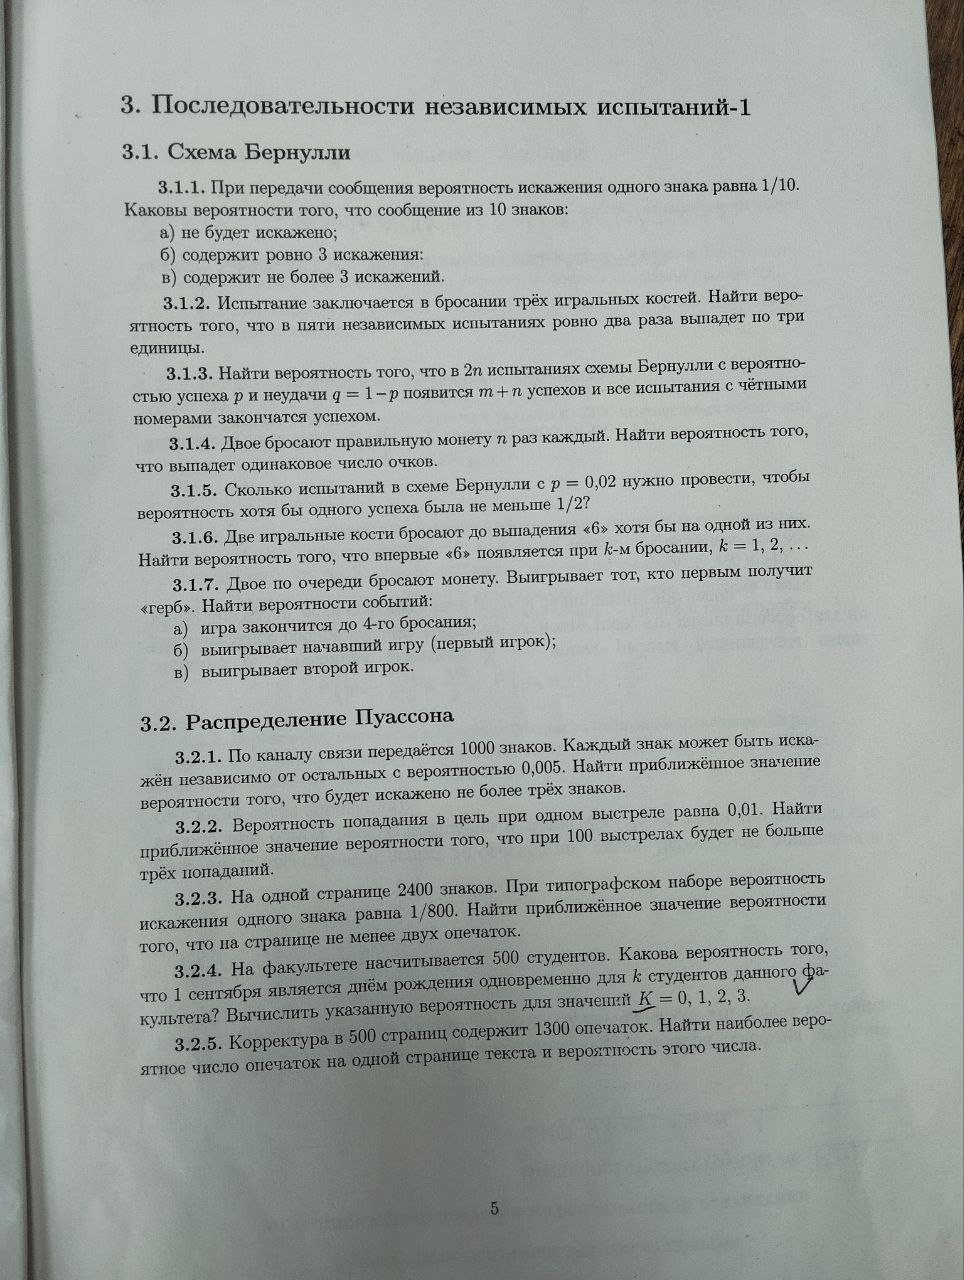 3. Последовательности независимых испытаний-1
3.1. Схема Бернулли
3.1.1. При передачи сообщения вероятность искажения одного знака равна 1/10.
Каковы вероятности того, что сообщение из 10 знаков:
а) не будет искажено;
б) содержит ровно 3 искажения:
в) содержит не более 3 искажений.
3.1.2. Испытание заключается в бросании трёх игральных костей. Найти веро-
ятность того, что в пяти независимых испытаниях ровно два раза выпадет по три
единицы.
3.1.3. Найти вероятность того, что в 2n испытаниях схемы Бернулли с вероятно-
стью успеха p и неудачи q = 1−p появится m+n успехов и все испытания с чётными
номерами закончатся успехом.
3.1.4. Двое бросают правильную монету n раз каждый. Найти вероятность того,
что выпадет одинаковое число очков.
3.1.5. Сколько испытаний в схеме Бернулли с p = 0,02 нужно провести, чтобы
вероятность хотя бы одного успеха была не меньше 1/2?
3.1.6. Две игральные кости бросают до выпадения «6» хотя бы на одной из них.
Найти вероятность того, что впервые «6» появляется при k-м бросании, k = 1, 2, ...
3.1.7. Двое по очереди бросают монету. Выигрывает тот, кто первым получит
«герб». Найти вероятности событий:
а) игра закончится до 4-го бросания;
б) выигрывает начавший игру (первый игрок);
в) выигрывает второй игрок.
3.2. Распределение Пуассона
3.2.1. По каналу связи передаётся 1000 знаков. Каждый знак может быть иска-
жён независимо от остальных с вероятностью 0,005. Найти приближённое значение
вероятности того, что будет искажено не более трёх знаков.
3.2.2. Вероятность попадания в цель при одном выстреле равна 0,01. Найти
приближённое значение вероятности того, что при 100 выстрелах будет не больше
трёх попаданий.
3.2.3. На одной странице 2400 знаков. При типографском наборе вероятность
искажения одного знака равна 1/800. Найти приближённое значение вероятности
того, что на странице не менее двух опечаток.
3.2.4. На факультете насчитывается 500 студентов. Какова вероятность того,
что 1 сентября является днём рождения одновременно для k студентов данного фа-
культета? Вычислить указанную вероятность для значений K = 0, 1, 2, 3.
3.2.5. Корректура в 500 страниц содержит 1300 опечаток. Найти наиболее веро-
ятное число опечаток на одной странице текста и вероятность этого числа.
5